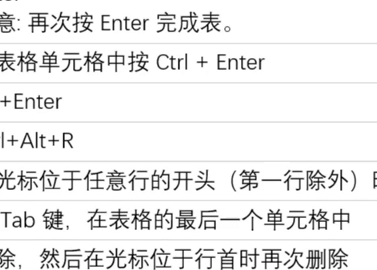 意: 再次按 Enter 完成表。
表格单元格中按 Ctrl + Enter
+Enter
l+Alt+R
光标位于任意行的开头（第一行除外）
Tab 键，在表格的最后一个单元格中
除，然后在光标位于行首时再次删除